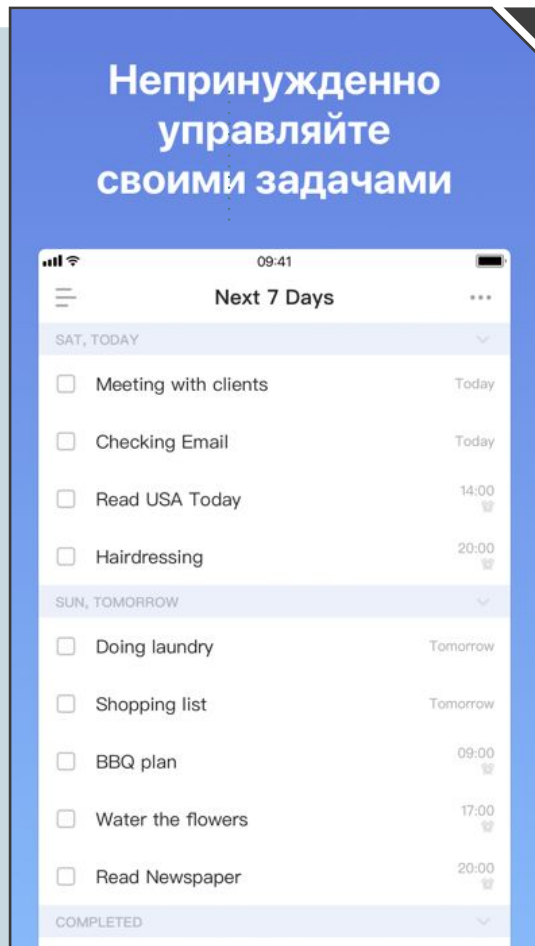 Непринужденно
управляйте
своими задачами
09:41
Next 7 Days
SAT, TODAY
Meeting with clients Today
Checking Email Today
Read USA Today 14:00
Hairdressing 20:00
SUN, TOMORROW
Doing laundry Tomorrow
Shopping list Tomorrow
BBQ plan 09:00
Water the flowers 17:00
Read Newspaper 20:00
COMPLETED